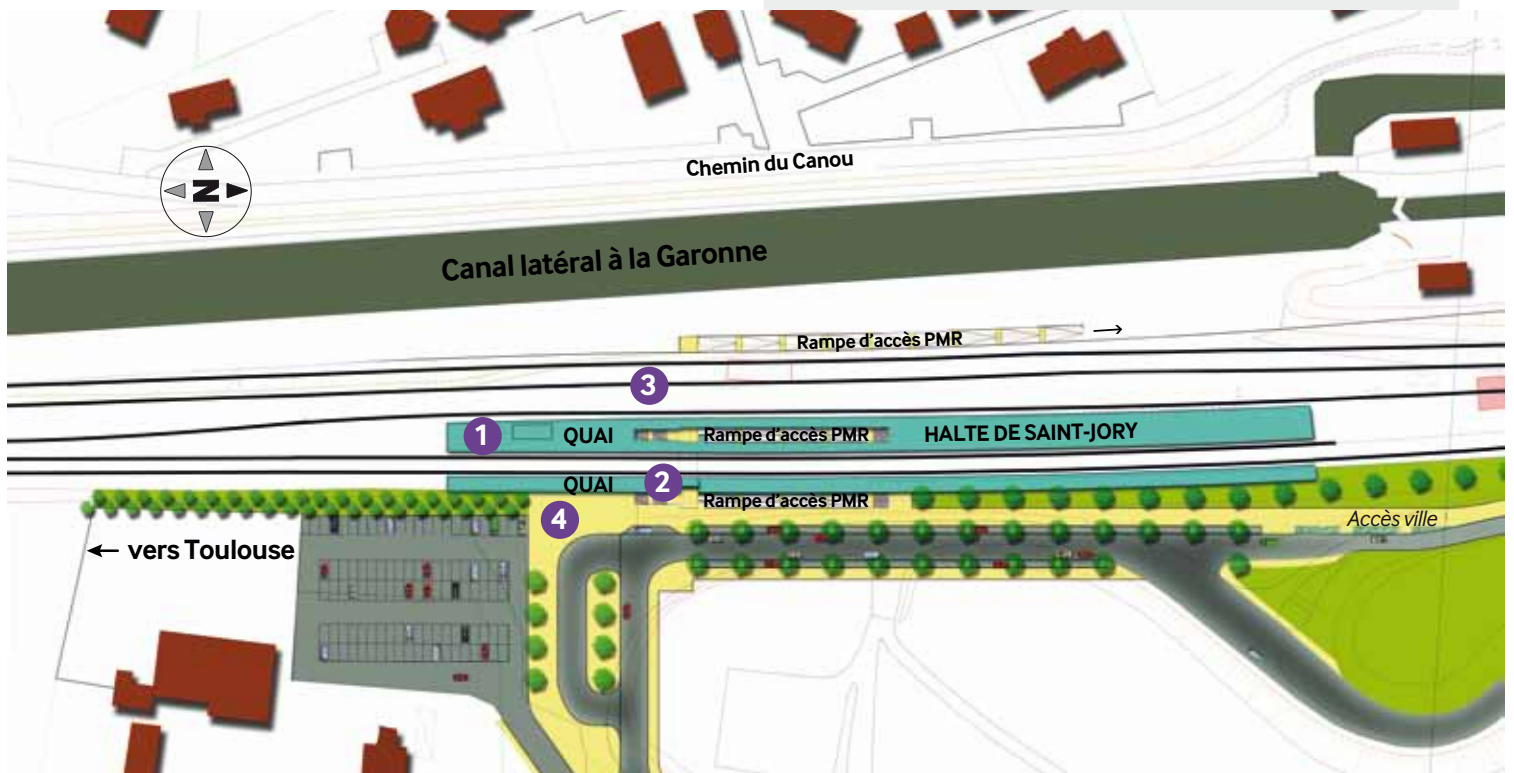 Chemin du Canou
N
Canal latéral à la Garonne
Rampe d'accès PMR
3
1 QUAI Rampe d'accès PMR HALTE DE SAINT-JORY
QUAI 2
Rampe d'accès PMR
4
Accès ville
← vers Toulouse